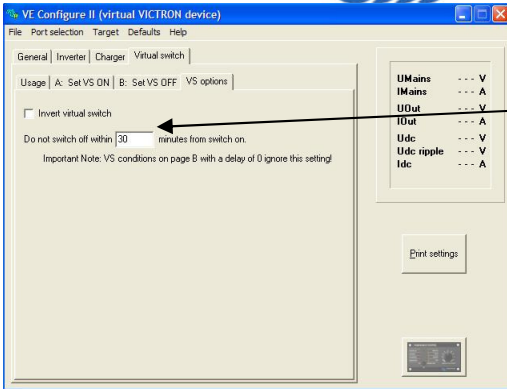 VE Configure II (virtual VICTRON device)
File Port selection Target Defaults Help
General Inverter Charger Virtual switch
Usage A: Set VS ON B: Set VS OFF VS options
Invert virtual switch
Do not switch off within 30 minutes from switch on.
Important Note: VS conditions on page B with a delay of 0 ignore this setting!
UMains --- V
IMains --- A
UOut --- V
IOut --- A
Udc --- V
Udc ripple --- V
Idc --- A
Print settings